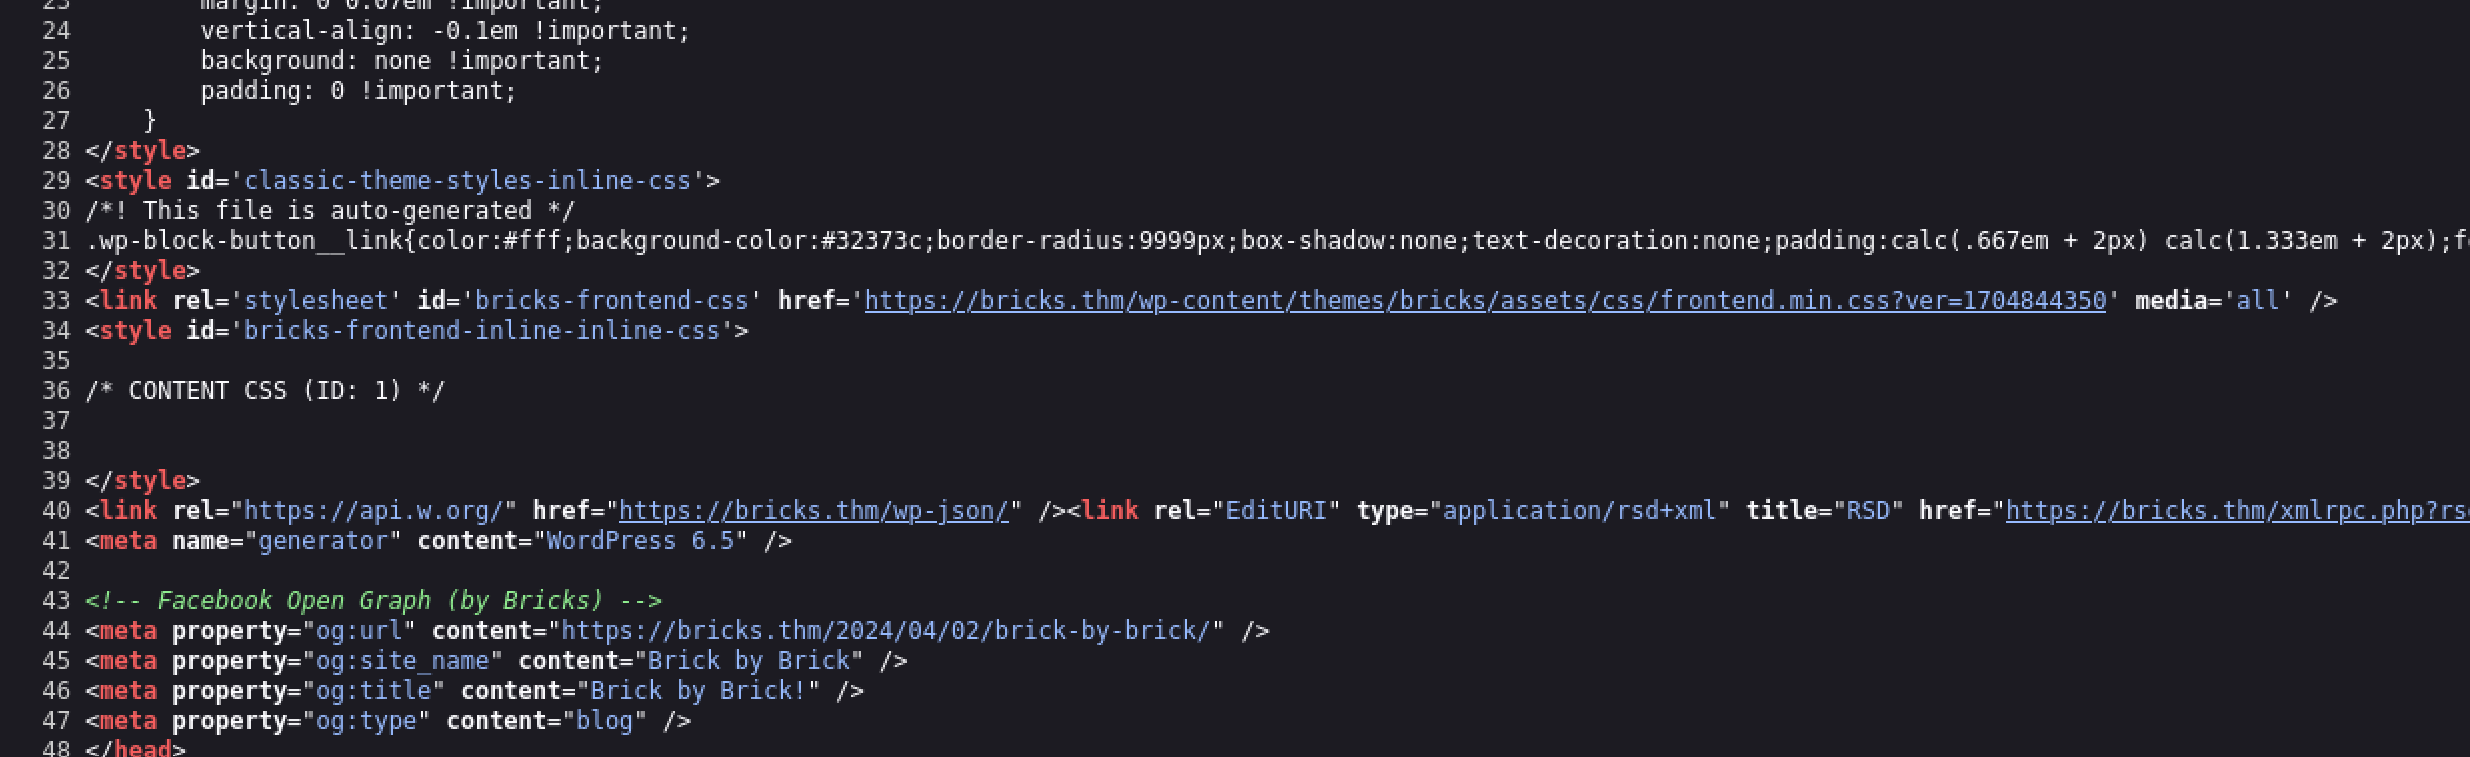 23 margin: 0 0.07em !important;
24 vertical-align: -0.1em !important;
25 background: none !important;
26 padding: 0 !important;
27 }
28 </style>
29 <style id='classic-theme-styles-inline-css'>
30 /*! This file is auto-generated */
31 .wp-block-button__link{color:#fff;background-color:#32373c;border-radius:9999px;box-shadow:none;text-decoration:none;padding:calc(.667em + 2px) calc(1.333em + 2px);f
32 </style>
33 <link rel='stylesheet' id='bricks-frontend-css' href='https://bricks.thm/wp-content/themes/bricks/assets/css/frontend.min.css?ver=1704844350' media='all' />
34 <style id='bricks-frontend-inline-inline-css'>
35
36 /* CONTENT CSS (ID: 1) */
37
38
39 </style>
40 <link rel="https://api.w.org/" href="https://bricks.thm/wp-json/" /><link rel="EditURI" type="application/rsd+xml" title="RSD" href="https://bricks.thm/xmlrpc.php?rs
41 <meta name="generator" content="WordPress 6.5" />
42
43 <!-- Facebook Open Graph (by Bricks) -->
44 <meta property="og:url" content="https://bricks.thm/2024/04/02/brick-by-brick/" />
45 <meta property="og:site_name" content="Brick by Brick" />
46 <meta property="og:title" content="Brick by Brick!" />
47 <meta property="og:type" content="blog" />
48 </head>